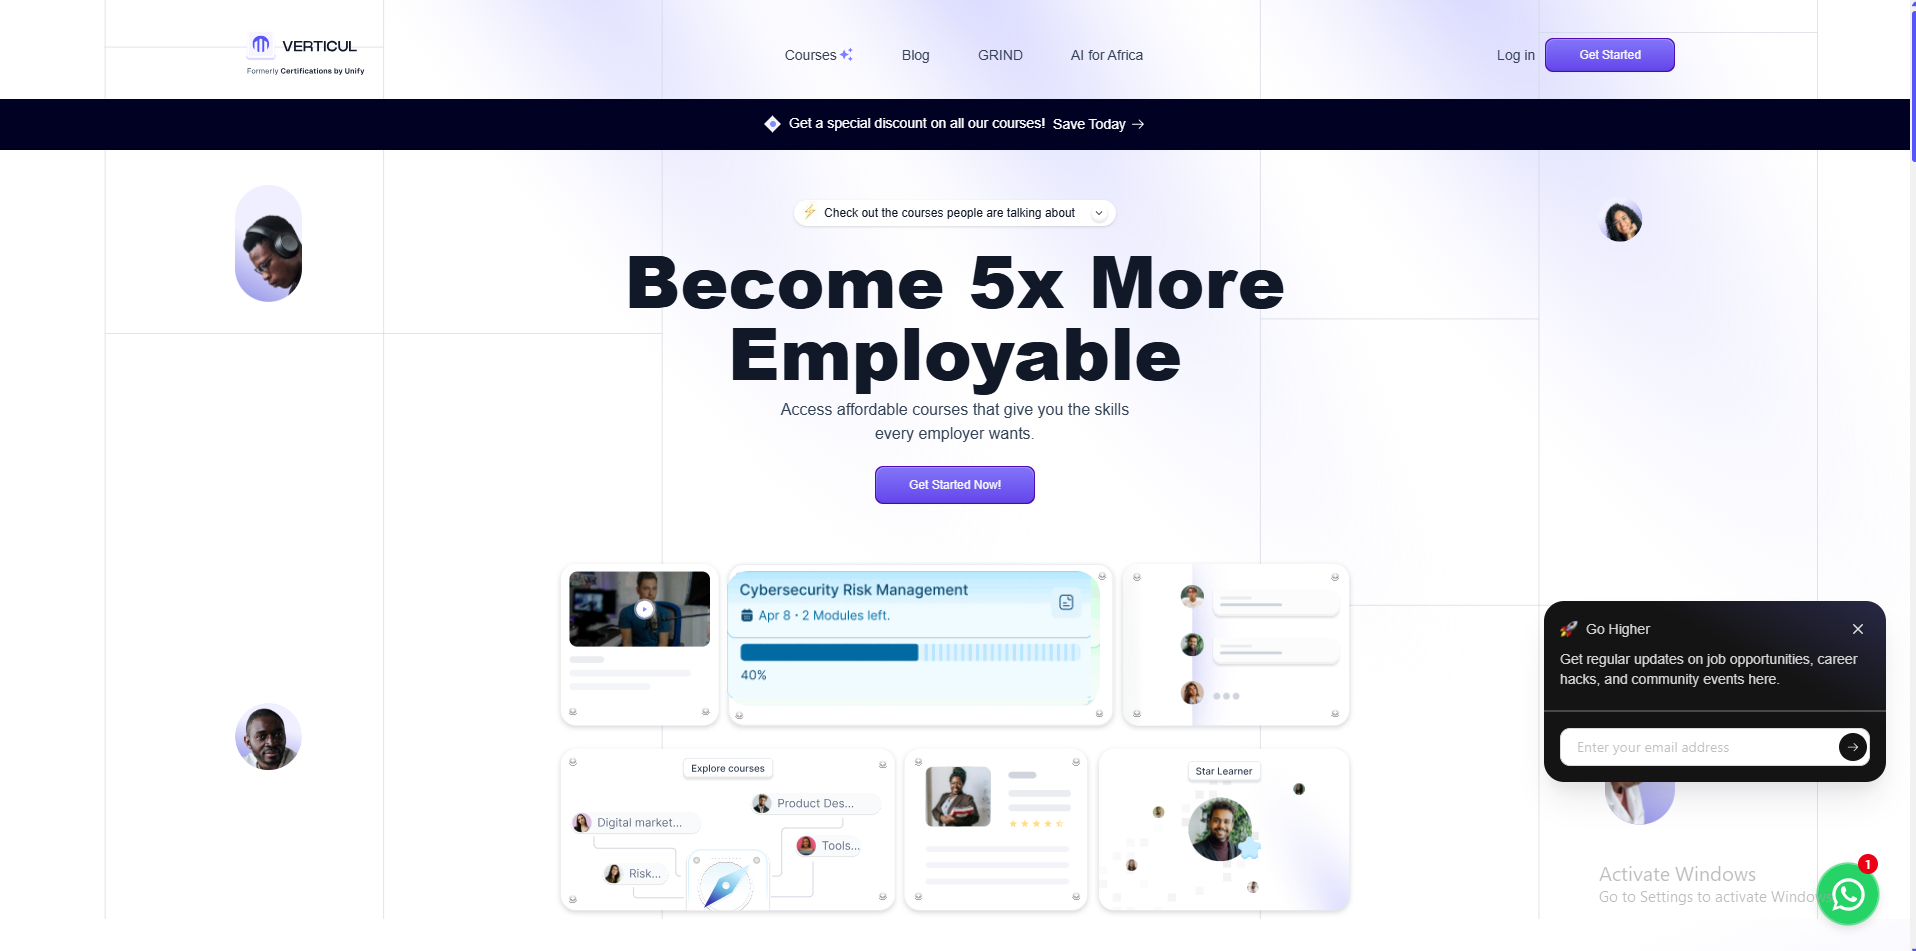 VERTICUL
Formerly Certifications by Unify
Courses
Blog
GRIND
AI for Africa
Log in
Get Started
Get a special discount on all our courses! Save Today →
Check out the courses people are talking about
Become 5x More
Employable
Access affordable courses that give you the skills
every employer wants.
Get Started Now!
Cybersecurity Risk Management
Apr 8 · 2 Modules left.
40%
Go Higher
Get regular updates on job opportunities, career
hacks, and community events here.
Enter your email address
Explore courses
Product Des...
Digital market...
Tools...
Risk...
Star Learner
Activate Windows
Go to Settings to activate Windows
1